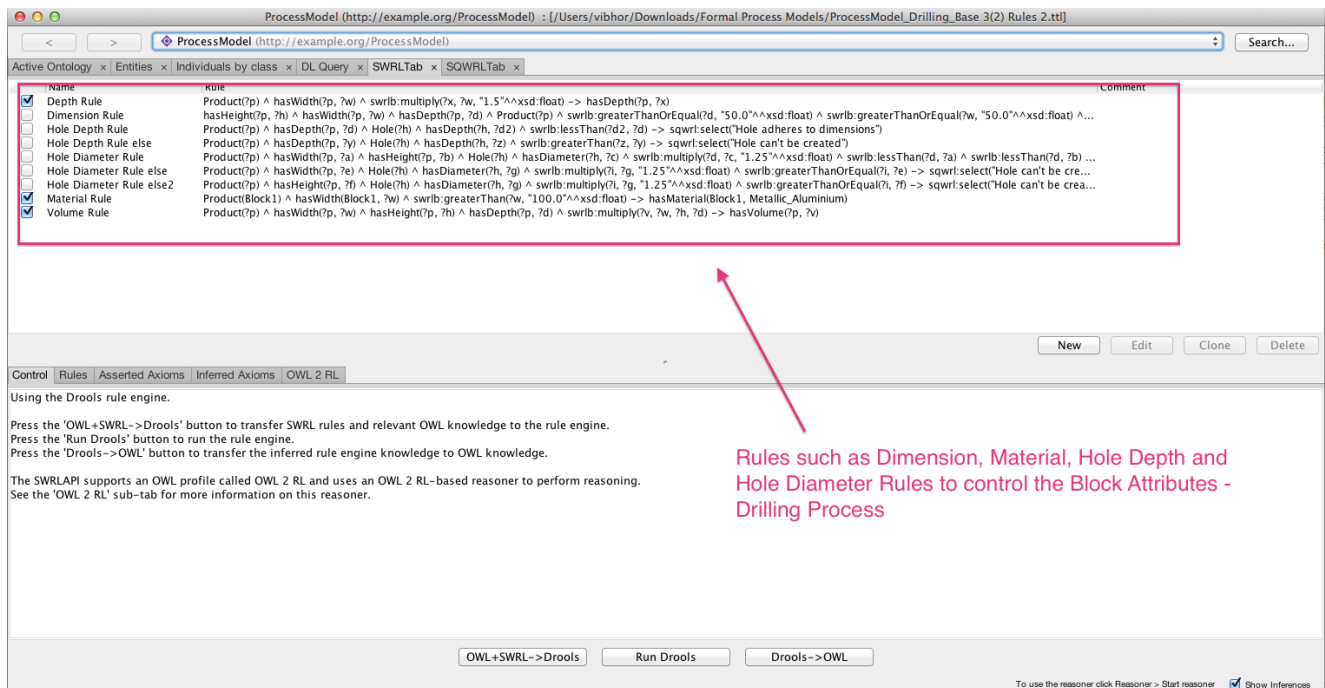 ProcessModel (http://example.org/ProcessModel) : [/Users/vibhor/Downloads/Formal Process Models/ProcessModel_Drilling_Base 3(2) Rules 2.ttl]
< > ProcessModel (http://example.org/ProcessModel) Search...
Active Ontology × Entities × Individuals by class × DL Query × SWRLTab × SQWRLTab ×
Name Rule Comment
Depth Rule Product(?p) ^ hasWidth(?p, ?w) ^ swrlb:multiply(?x, ?w, "1.5"^^xsd:float) -> hasDepth(?p, ?x)
Dimension Rule hasHeight(?p, ?h) ^ hasWidth(?p, ?w) ^ hasDepth(?p, ?d) ^ Product(?p) ^ swrlb:greaterThanOrEqual(?d, "50.0"^^xsd:float) ^ swrlb:greaterThanOrEqual(?w, "50.0"^^xsd:float) ^...
Hole Depth Rule Product(?p) ^ hasDepth(?p, ?d) ^ Hole(?h) ^ hasDepth(?h, ?d2) ^ swrlb:lessThan(?d2, ?d) -> sqwrl:select("Hole adheres to dimensions")
Hole Depth Rule else Product(?p) ^ hasDepth(?p, ?y) ^ Hole(?h) ^ hasDepth(?h, ?z) ^ swrlb:greaterThan(?z, ?y) -> sqwrl:select("Hole can't be created")
Hole Diameter Rule Product(?p) ^ hasWidth(?p, ?a) ^ hasHeight(?p, ?b) ^ Hole(?h) ^ hasDiameter(?h, ?c) ^ swrlb:multiply(?d, ?c, "1.25"^^xsd:float) ^ swrlb:lessThan(?d, ?a) ^ swrlb:lessThan(?d, ?b) ...
Hole Diameter Rule else Product(?p) ^ hasWidth(?p, ?e) ^ Hole(?h) ^ hasDiameter(?h, ?g) ^ swrlb:multiply(?i, ?g, "1.25"^^xsd:float) ^ swrlb:greaterThanOrEqual(?i, ?e) -> sqwrl:select("Hole can't be cre...
Hole Diameter Rule else2 Product(?p) ^ hasHeight(?p, ?f) ^ Hole(?h) ^ hasDiameter(?h, ?g) ^ swrlb:multiply(?i, ?g, "1.25"^^xsd:float) ^ swrlb:greaterThanOrEqual(?i, ?f) -> sqwrl:select("Hole can't be crea...
Material Rule Product(Block1) ^ hasWidth(Block1, ?w) ^ swrlb:greaterThan(?w, "100.0"^^xsd:float) -> hasMaterial(Block1, Metallic_Aluminium)
Volume Rule Product(?p) ^ hasWidth(?p, ?w) ^ hasHeight(?p, ?h) ^ hasDepth(?p, ?d) ^ swrlb:multiply(?v, ?w, ?h, ?d) -> hasVolume(?p, ?v)
New Edit Clone Delete
Control Rules Asserted Axioms Inferred Axioms OWL 2 RL
Using the Drools rule engine.
Press the 'OWL+SWRL->Drools' button to transfer SWRL rules and relevant OWL knowledge to the rule engine.
Press the 'Run Drools' button to run the rule engine.
Press the 'Drools->OWL' button to transfer the inferred rule engine knowledge to OWL knowledge.
The SWRLAPI supports an OWL profile called OWL 2 RL and uses an OWL 2 RL-based reasoner to perform reasoning.
See the 'OWL 2 RL' sub-tab for more information on this reasoner.
Rules such as Dimension, Material, Hole Depth and
Hole Diameter Rules to control the Block Attributes -
Drilling Process
OWL+SWRL->Drools Run Drools Drools->OWL
To use the reasoner click Reasoner > Start reasoner Show Inferences